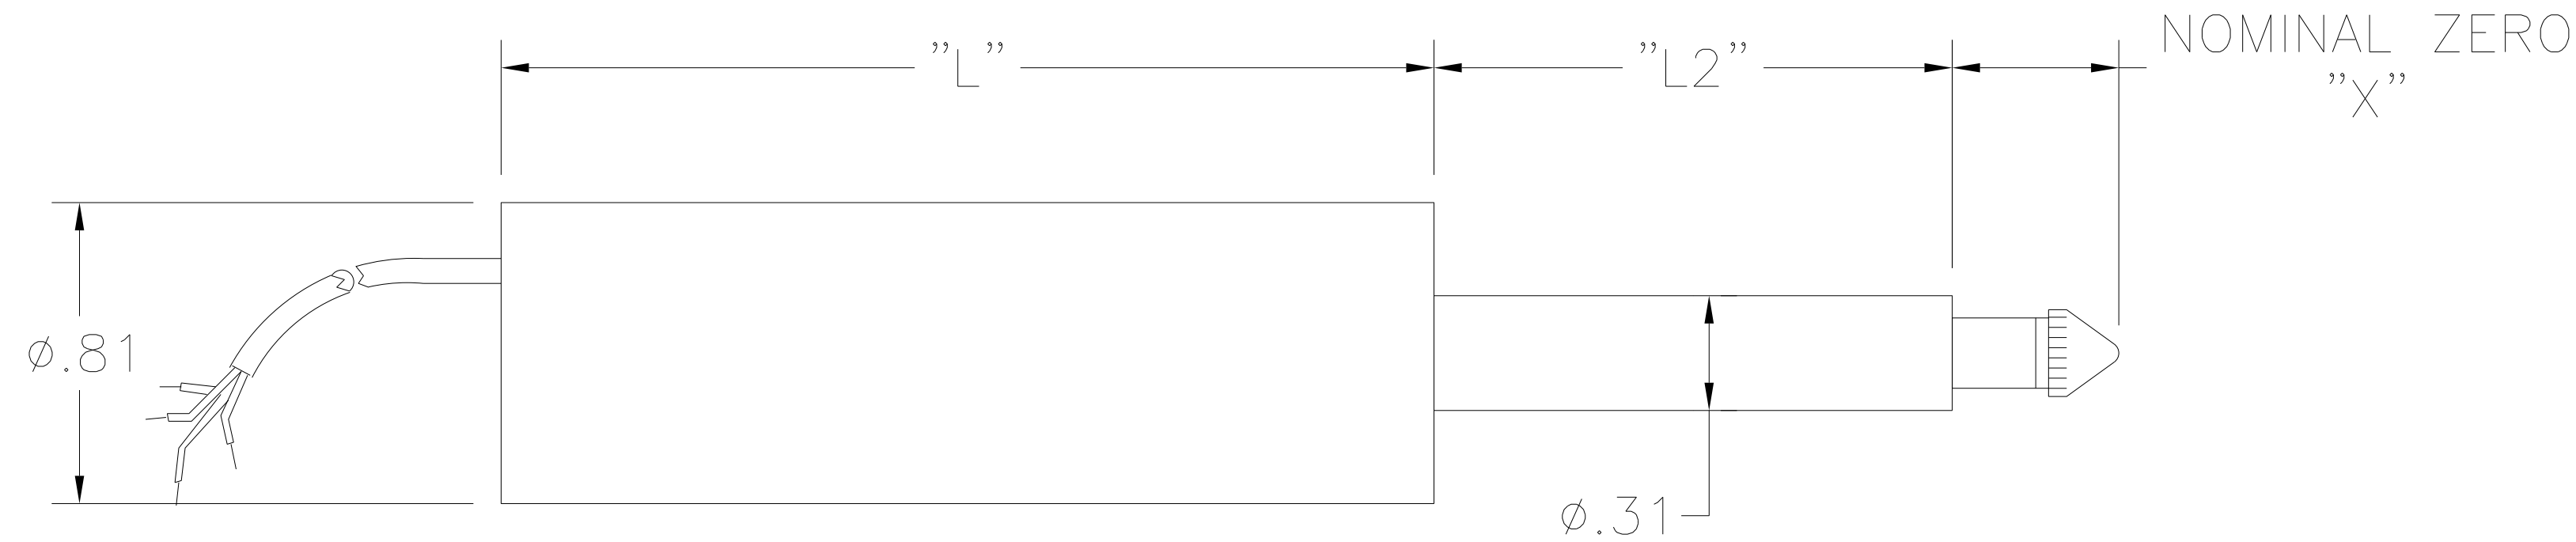 "L"
"L2"
NOMINAL ZERO
"X"
ø.81
ø.31